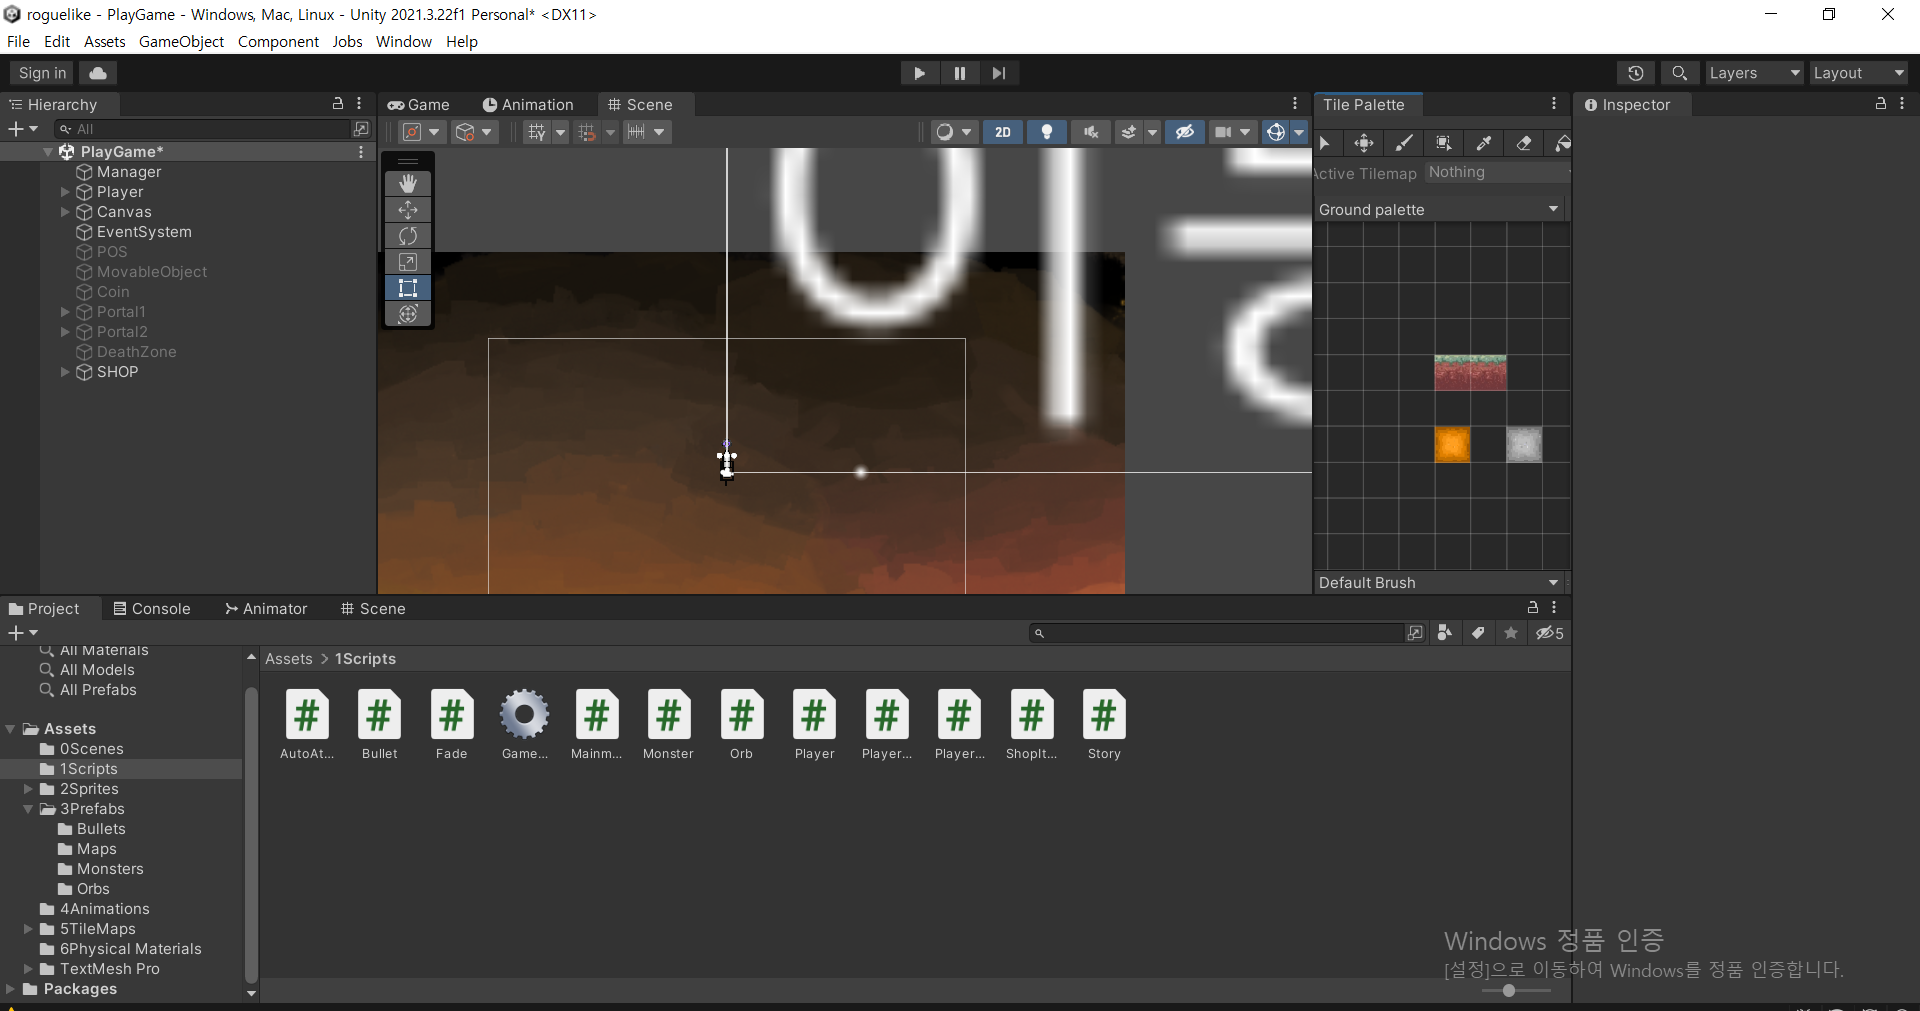 roguelike - PlayGame - Windows, Mac, Linux - Unity 2021.3.22f1 Personal* <DX11>
File Edit Assets GameObject Component Jobs Window Help
Sign in
Layers
Layout
Hierarchy
All
PlayGame*
Manager
Player
Canvas
EventSystem
POS
MovableObject
Coin
Portal1
Portal2
DeathZone
SHOP
Game Animation Scene
2D
Tile Palette
Active Tilemap Nothing
Ground palette
Default Brush
Inspector
Project Console Animator Scene
5
All Materials
All Models
All Prefabs
Assets
0Scenes
1Scripts
2Sprites
3Prefabs
Bullets
Maps
Monsters
Orbs
4Animations
5TileMaps
6Physical Materials
TextMesh Pro
Packages
Assets > 1Scripts
AutoAt... Bullet Fade Game... Mainm... Monster Orb Player Player... Player... ShopIt... Story
Windows 정품 인증
[설정]으로 이동하여 Windows를 정품 인증합니다.